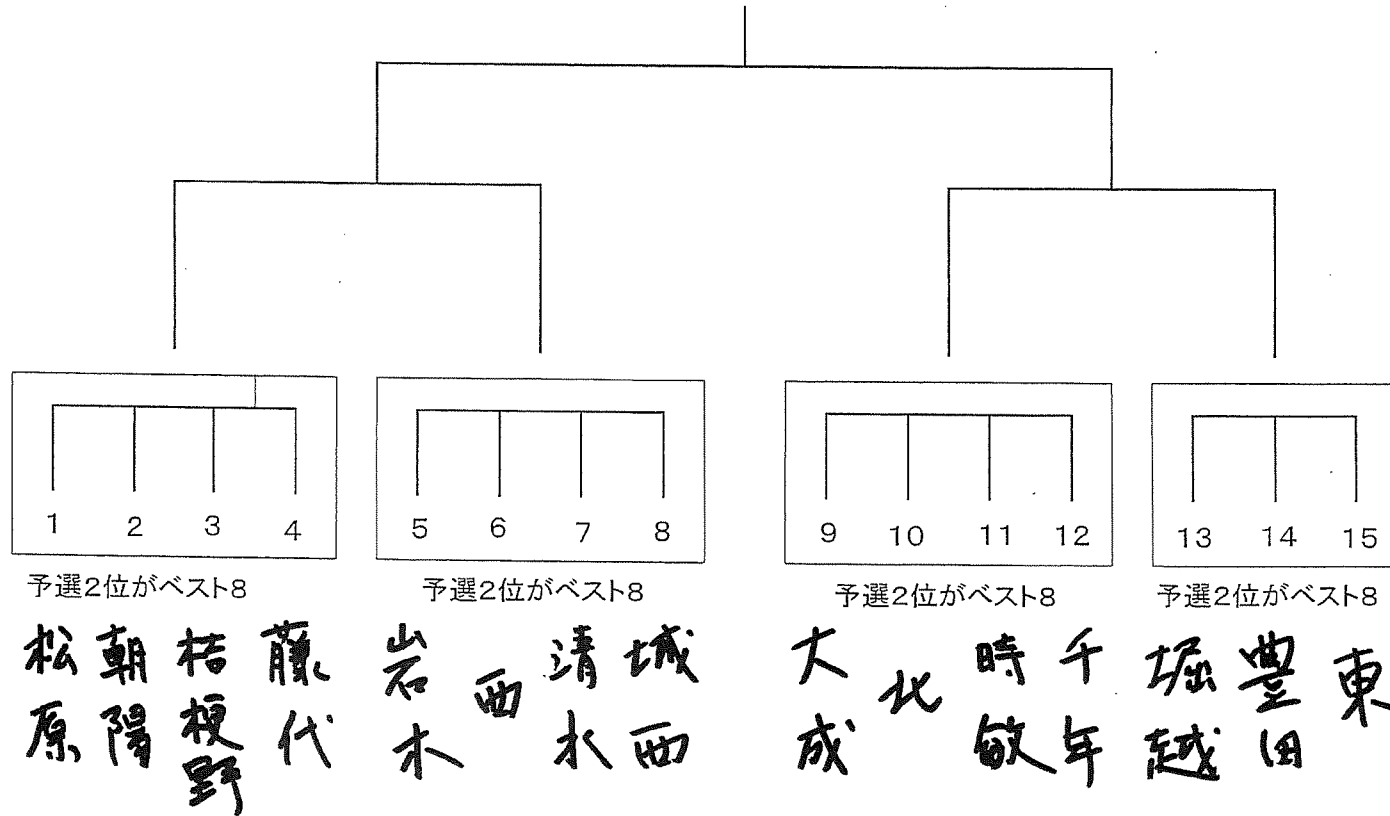 1 2 3 4 5 6 7 8 9 10 11 12 13 14 15
予選2位がベスト8 予選2位がベスト8 予選2位がベスト8 予選2位がベスト8
松原 朝陽 桔梗野 藤代 岩木 西 清水 城西 大成 北 時敏 千年 堀越 豊田 東